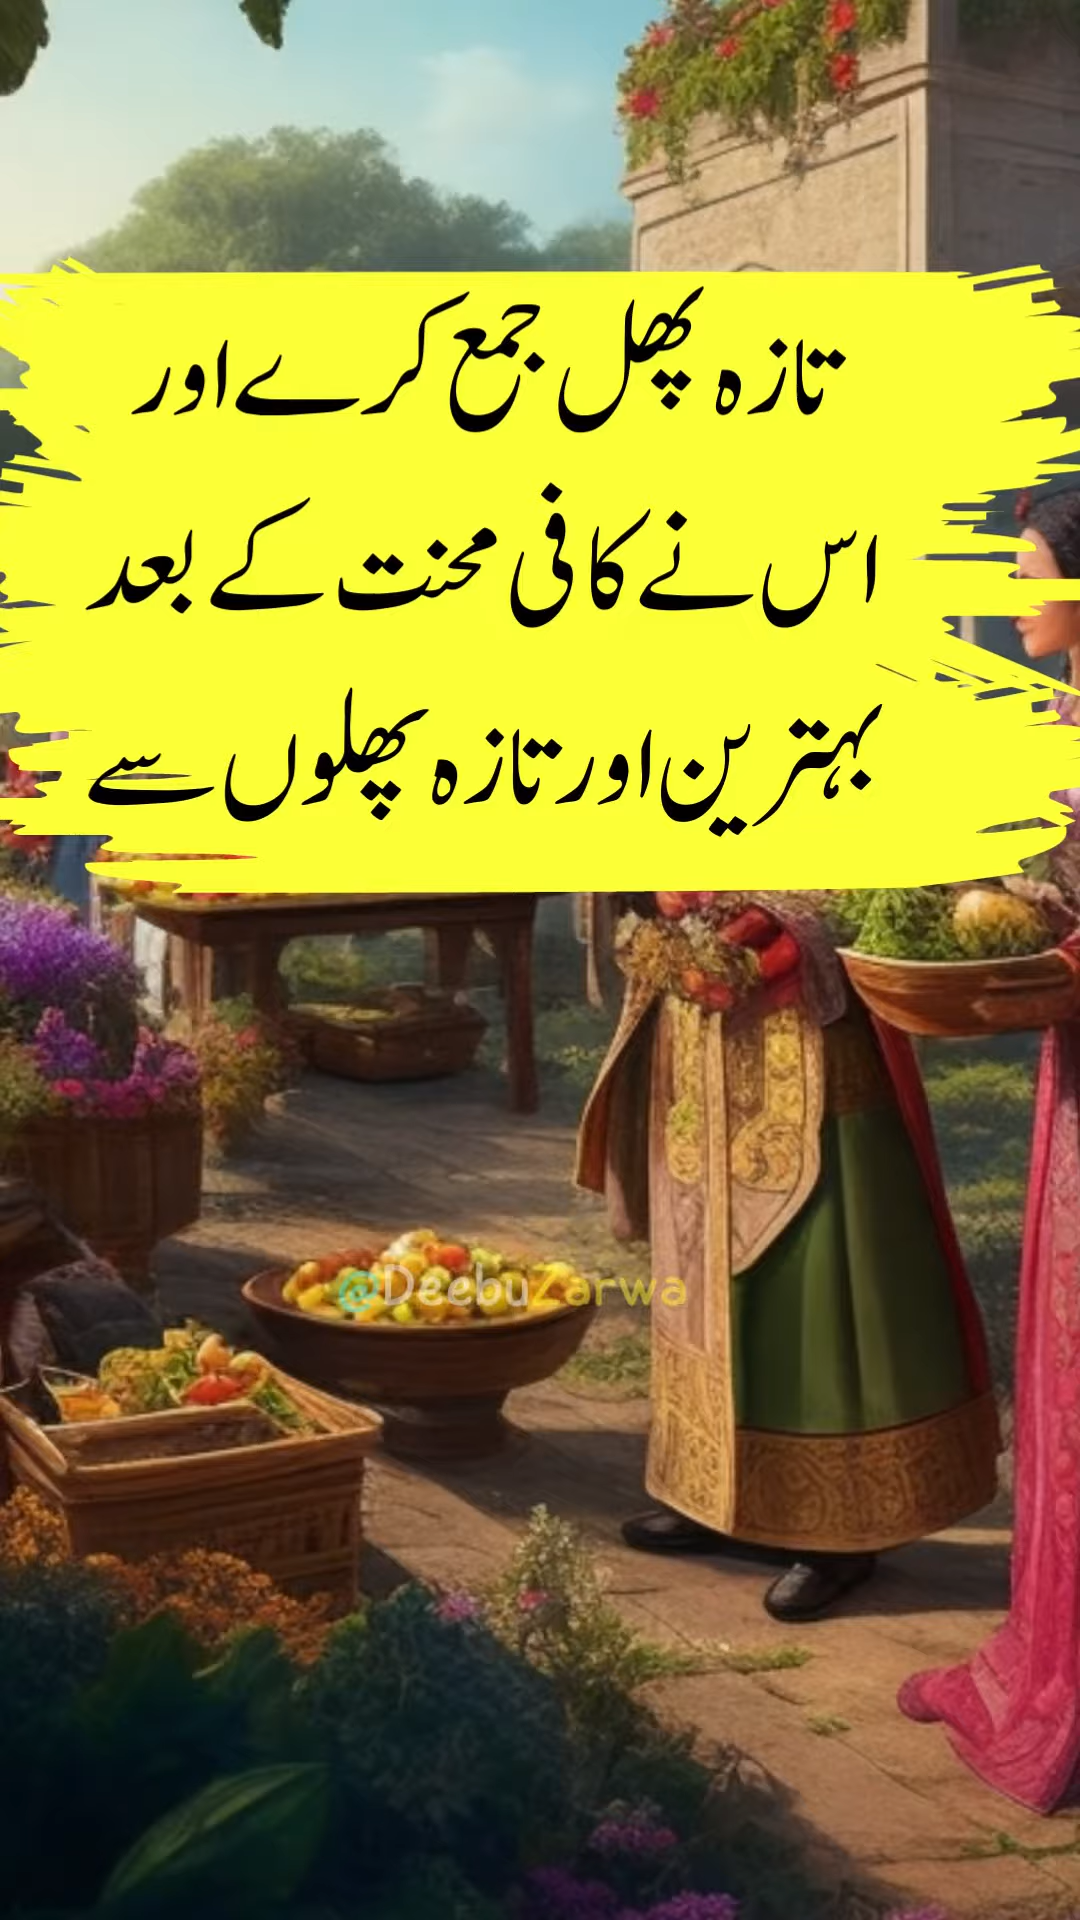 تازہ پھل جمع کرے اور
اس نے کافی محنت کے بعد
بہترین اور تازہ پھلوں سے
@DeebuZarwa